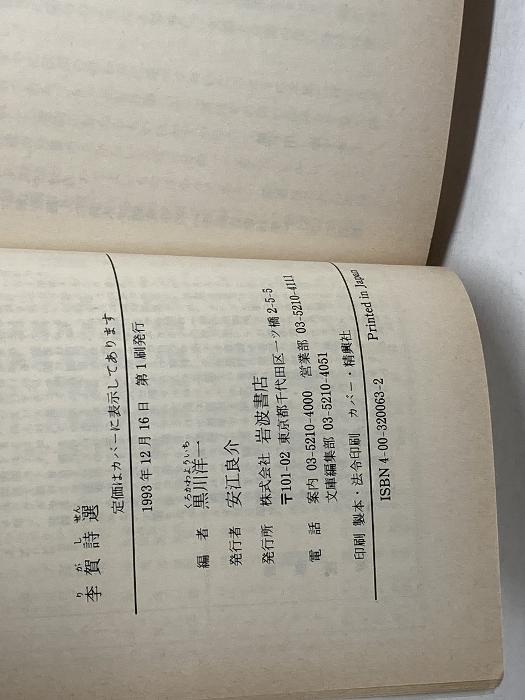 りがしせん
李賀詩選
定価はカバーに表示してあります
1993年12月16日 第1刷発行
くろかわよういち
編者 黒川洋一
発行者 安江良介
発行所 株式会社 岩波書店
〒101-02 東京都千代田区一ツ橋2-5-5
電話 案内 03-5210-4000 営業部 03-5210-4111
文庫編集部 03-5210-4051
印刷 製本・法令印刷 カバー・精興社
ISBN 4-00-320063-2 Printed in Japan